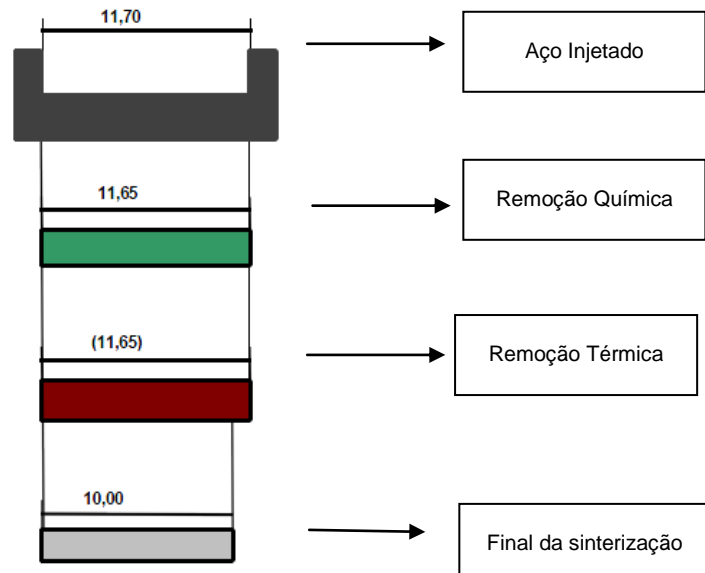 11,70
Aço Injetado
11,65
Remoção Química
(11,65)
Remoção Térmica
10,00
Final da sinterização